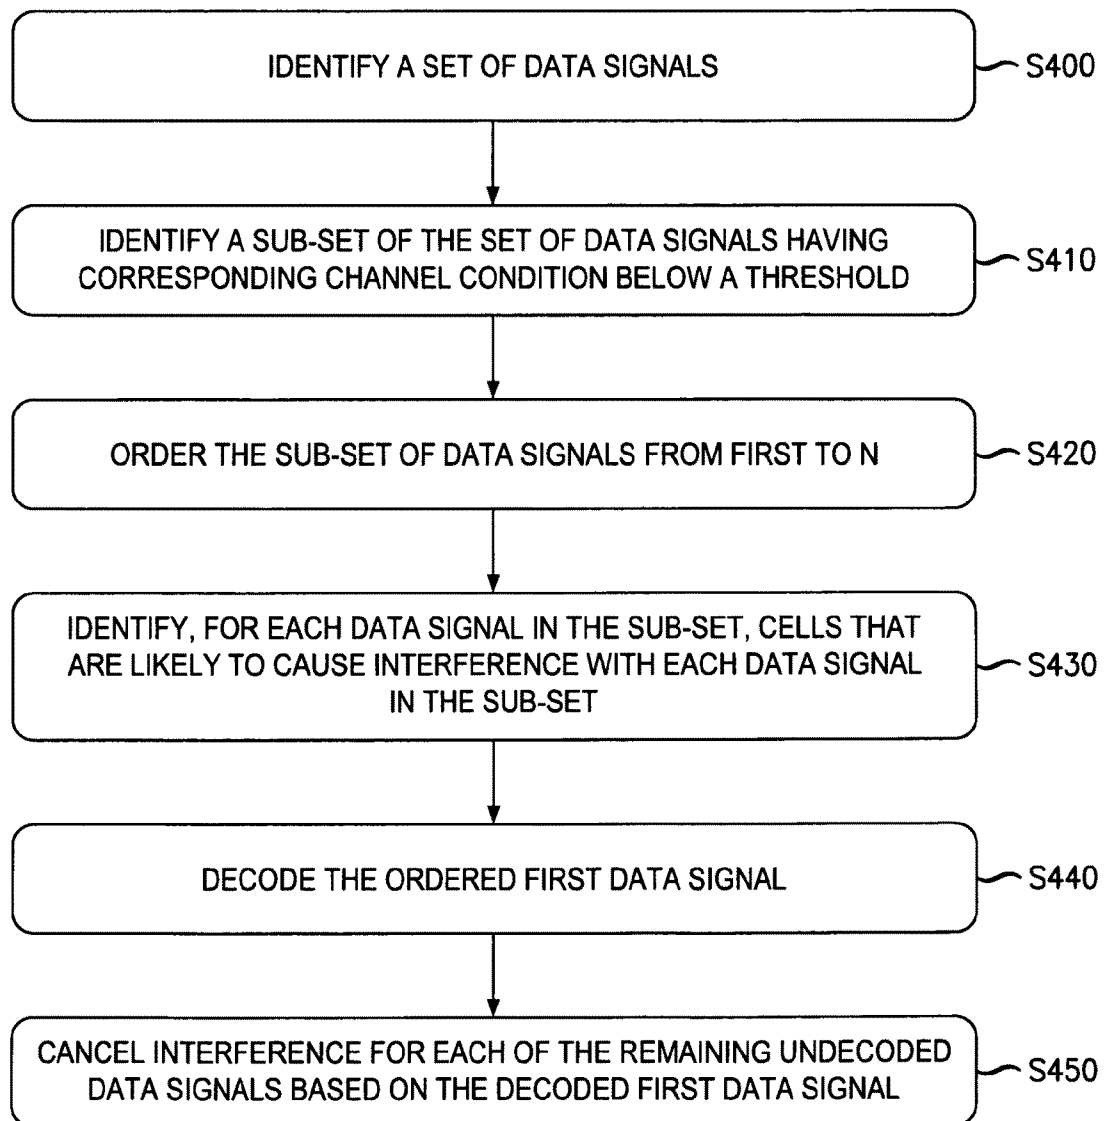 IDENTIFY A SET OF DATA SIGNALS
S400
IDENTIFY A SUB-SET OF THE SET OF DATA SIGNALS HAVING
CORRESPONDING CHANNEL CONDITION BELOW A THRESHOLD
S410
ORDER THE SUB-SET OF DATA SIGNALS FROM FIRST TO N
S420
IDENTIFY, FOR EACH DATA SIGNAL IN THE SUB-SET, CELLS THAT
ARE LIKELY TO CAUSE INTERFERENCE WITH EACH DATA SIGNAL
IN THE SUB-SET
S430
DECODE THE ORDERED FIRST DATA SIGNAL
S440
CANCEL INTERFERENCE FOR EACH OF THE REMAINING UNDECODED
DATA SIGNALS BASED ON THE DECODED FIRST DATA SIGNAL
S450